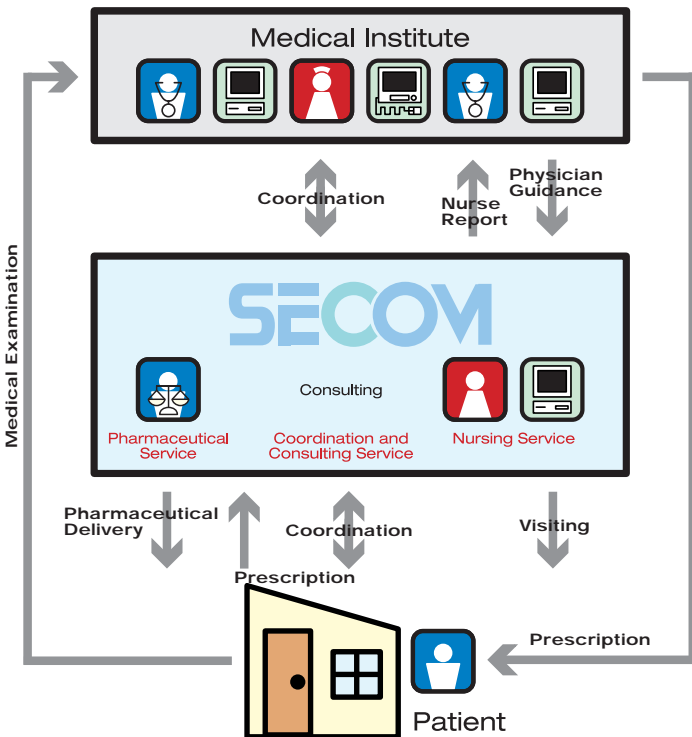 Medical Institute
Coordination
Nurse
Report
Physician
Guidance
Medical Examination
SECOM
Consulting
Pharmaceutical
Service
Coordination and
Consulting Service
Nursing Service
Pharmaceutical
Delivery
Prescription
Coordination
Visiting
Prescription
Patient